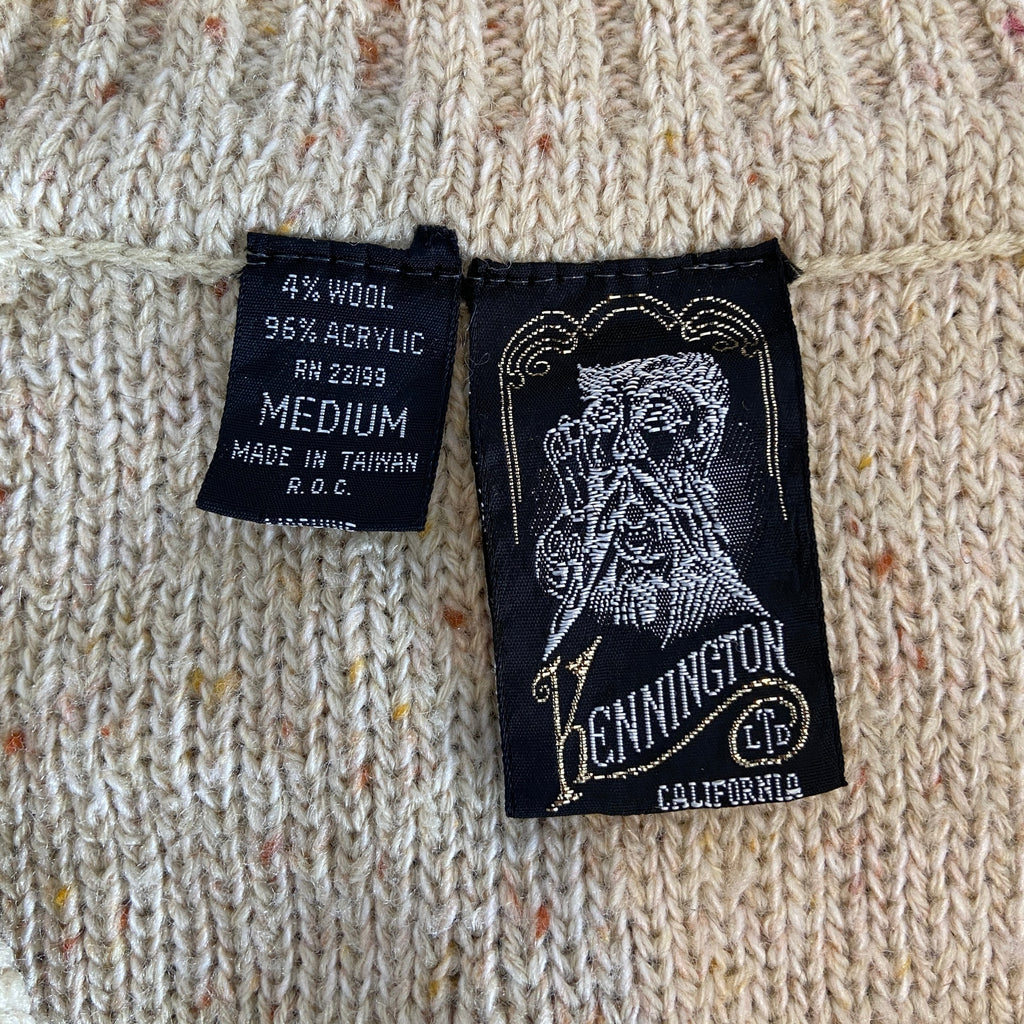 4% WOOL
96% ACRYLIC
RN 22199
MEDIUM
MADE IN TAIWAN
R.O.C.
KENNINGTON
LTD
CALIFORNIA